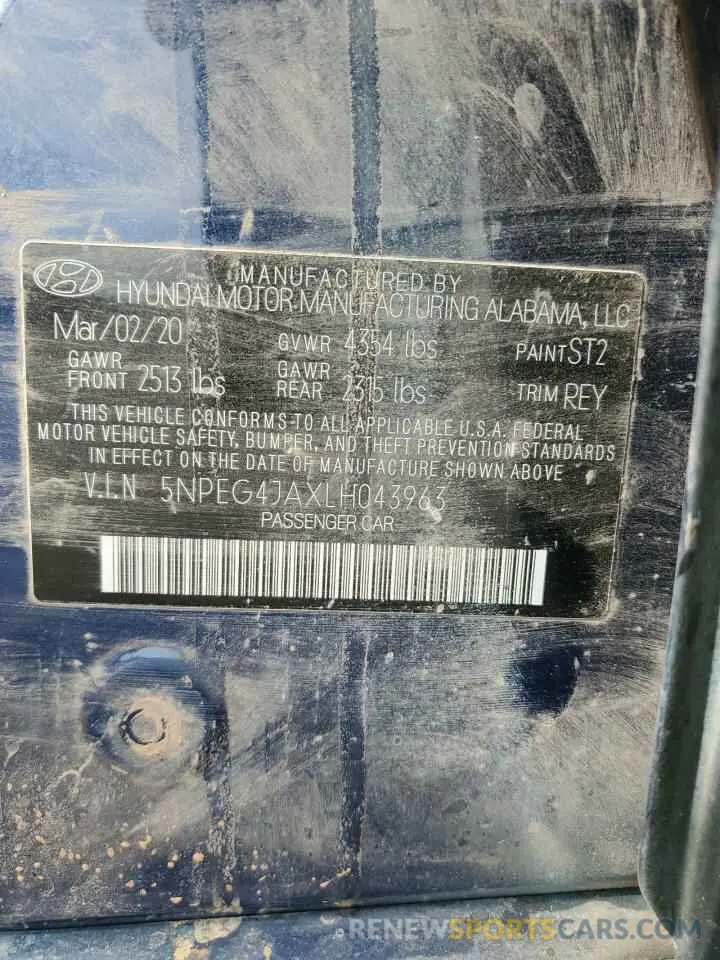 MANUFACTURED BY
HYUNDAI MOTOR MANUFACTURING ALABAMA, LLC
Mar/02/20 GVWR 4354 lbs PAINT ST2
GAWR FRONT 2513 lbs GAWR REAR 2315 lbs TRIM REY
THIS VEHICLE CONFORMS TO ALL APPLICABLE U.S.A. FEDERAL
MOTOR VEHICLE SAFETY, BUMPER, AND THEFT PREVENTION STANDARDS
IN EFFECT ON THE DATE OF MANUFACTURE SHOWN ABOVE
V.I.N 5NPEG4JAXLH043963
PASSENGER CAR
RENEWSPORTSCARS.COM